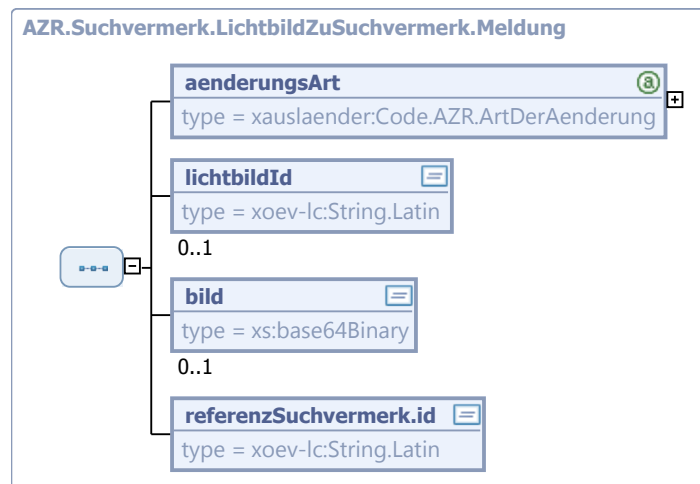 AZR.Suchvermerk.LichtbildZuSuchvermerk.Meldung
aenderungsArt
type = xauslaender:Code.AZR.ArtDerAenderung
lichtbildId
type = xoev-lc:String.Latin
0..1
bild
type = xs:base64Binary
0..1
referenzSuchvermerk.id
type = xoev-lc:String.Latin